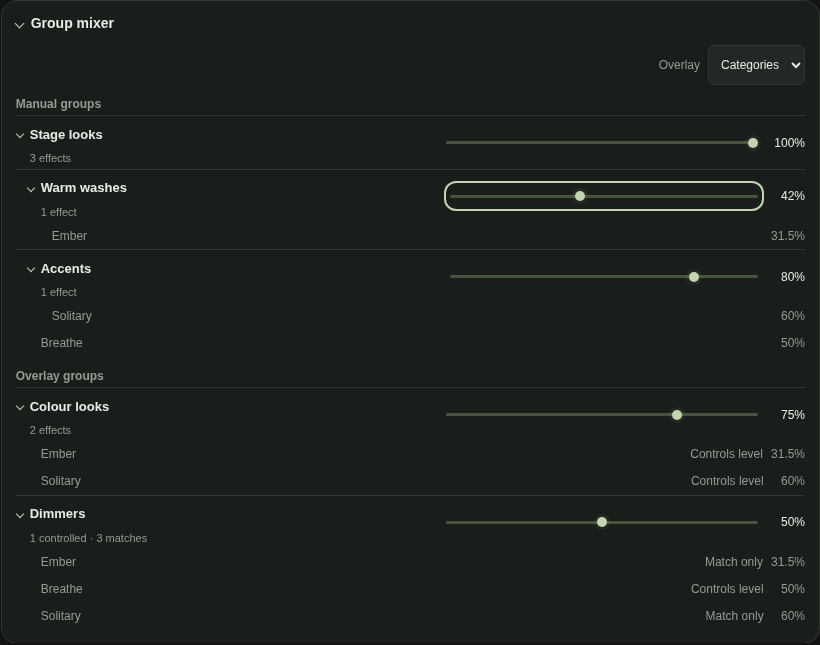 Group mixer
Overlay Categories
Manual groups
Stage looks 100%
3 effects
Warm washes 42%
1 effect
Ember 31.5%
Accents 80%
1 effect
Solitary 60%
Breathe 50%
Overlay groups
Colour looks 75%
2 effects
Ember Controls level 31.5%
Solitary Controls level 60%
Dimmers 50%
1 controlled · 3 matches
Ember Match only 31.5%
Breathe Controls level 50%
Solitary Match only 60%